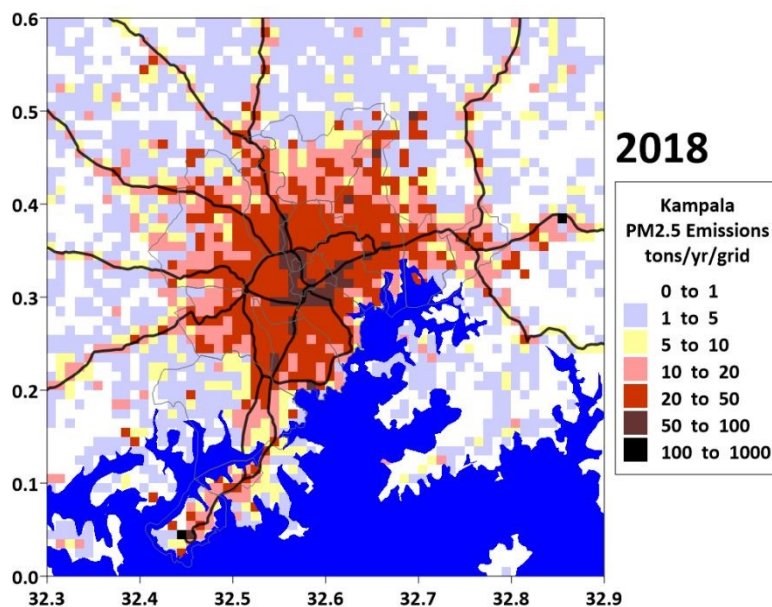 0.6
0.5
0.4
0.3
0.2
0.1
0.0
32.3 32.4 32.5 32.6 32.7 32.8 32.9
2018
Kampala
PM2.5 Emissions
tons/yr/grid
0 to 1
1 to 5
5 to 10
10 to 20
20 to 50
50 to 100
100 to 1000